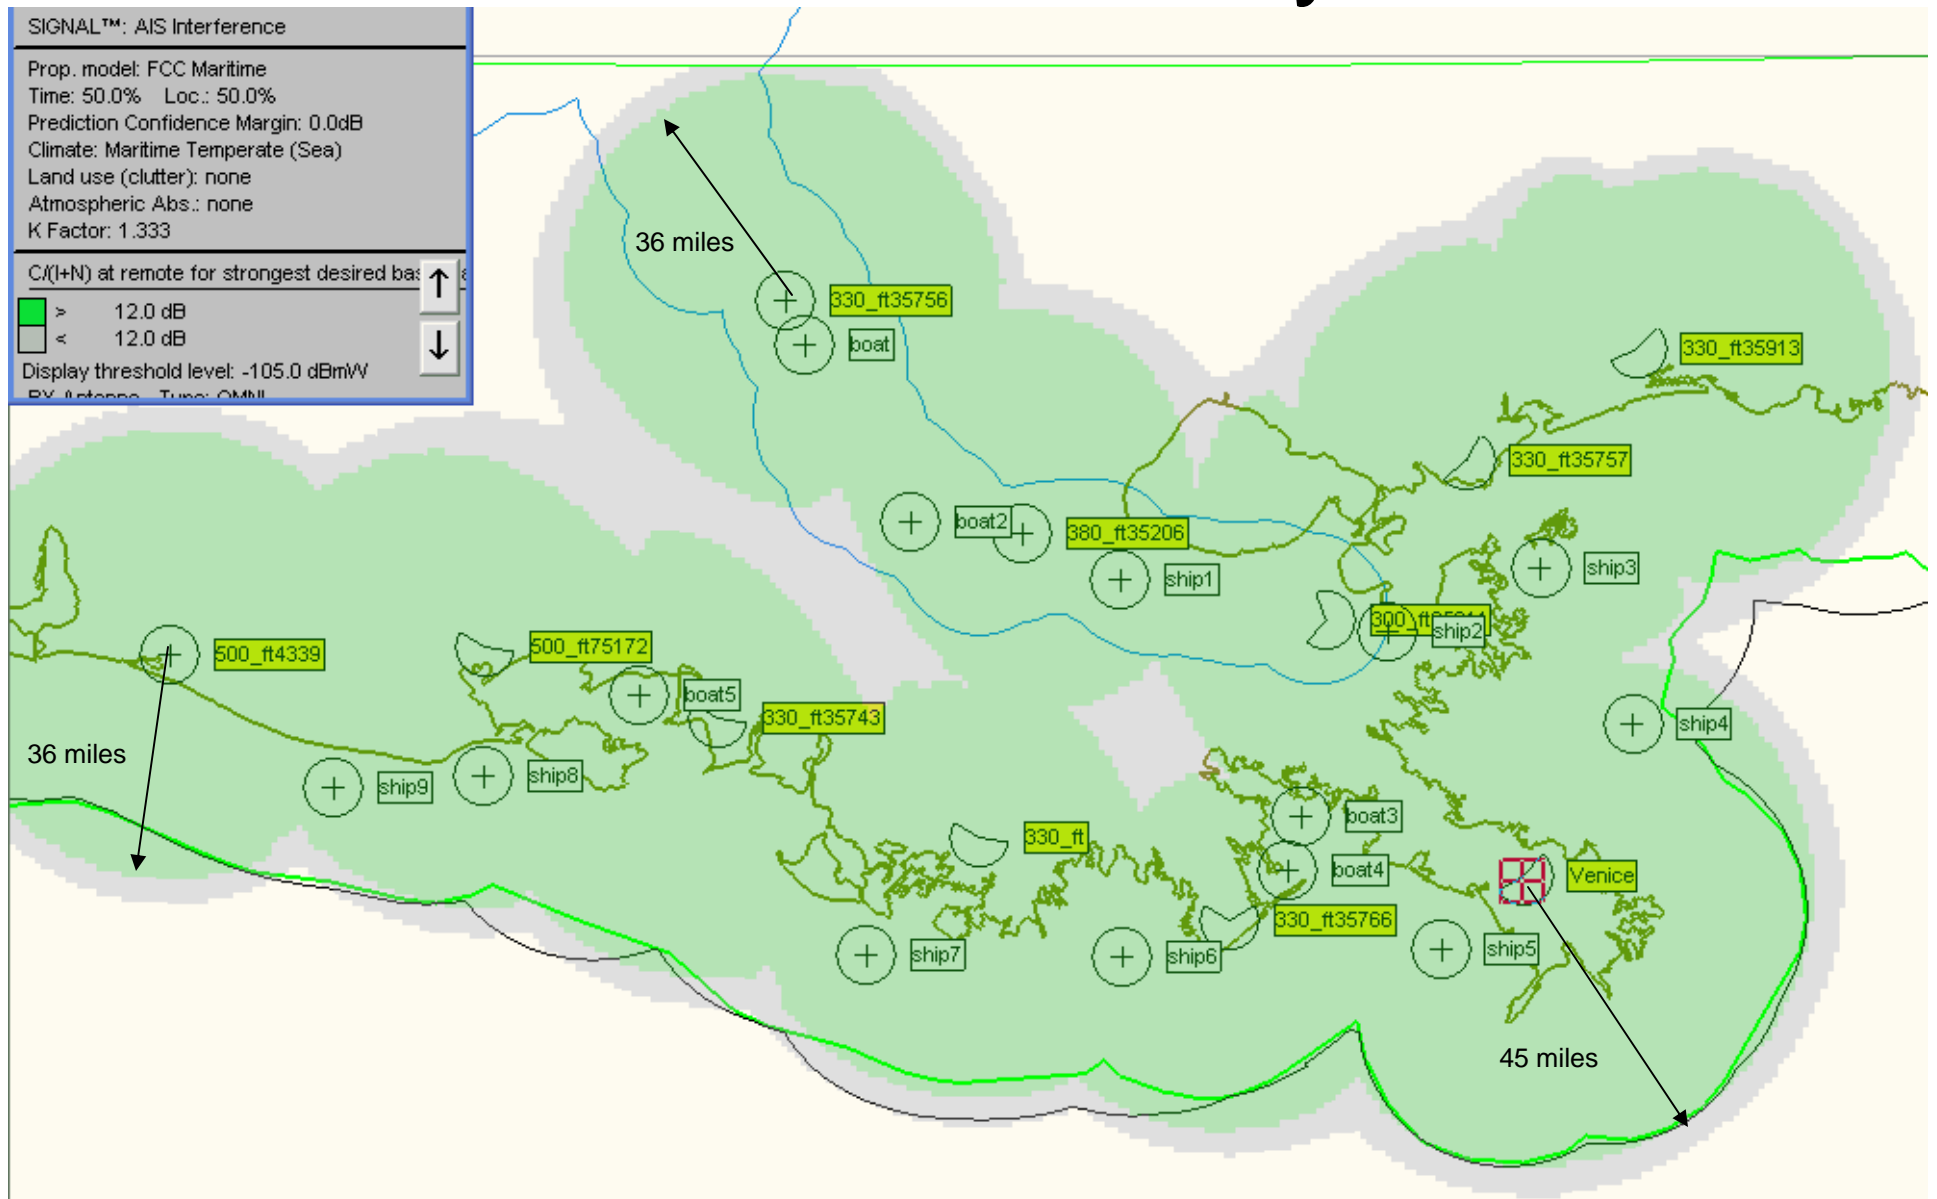 SIGNAL™: AIS Interference
Prop. model: FCC Maritime
Time: 50.0% Loc.: 50.0%
Prediction Confidence Margin: 0.0dB
Climate: Maritime Temperate (Sea)
Land use (clutter): none
Atmospheric Abs.: none
K Factor: 1.333
C/(I+N) at remote for strongest desired
> 12.0 dB
< 12.0 dB
Display threshold level: -105.0 dBmW
RX Antenna Type: OMNI
36 miles
330_ft35756
boat
330_ft35913
330_ft35757
boat2
380_ft35206
ship1
ship3
ship2
500_ft4339
500_ft75172
boat5
330_ft35743
ship4
36 miles
ship9
ship8
boat3
330_ft
boat4
Venice
330_ft35766
ship7
ship6
ship5
45 miles